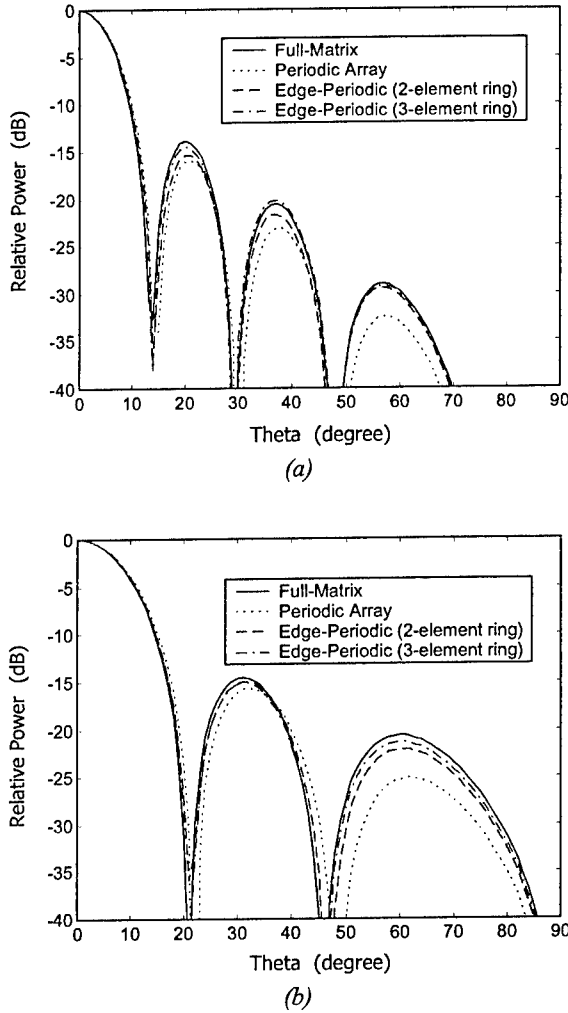 0
-5
-10
-15
-20
-25
-30
-35
-40
Relative Power (dB)
Full-Matrix
Periodic Array
Edge-Periodic (2-element ring)
Edge-Periodic (3-element ring)
0 10 20 30 40 50 60 70 80 90
Theta (degree)
(a)
0
-5
-10
-15
-20
-25
-30
-35
-40
Relative Power (dB)
Full-Matrix
Periodic Array
Edge-Periodic (2-element ring)
Edge-Periodic (3-element ring)
0 10 20 30 40 50 60 70 80 90
Theta (degree)
(b)